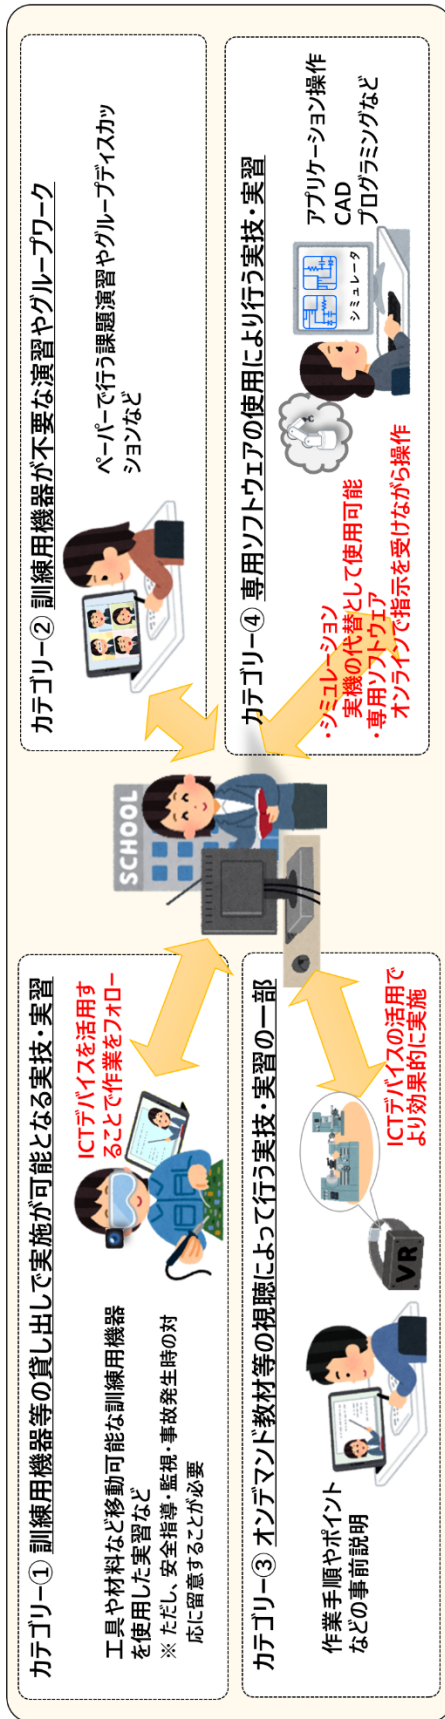 カテゴリー① 訓練用機器等の貸し出しで実施が可能となる実技・実習
工具や材料など移動可能な訓練用機器
を使用した実習など
※ ただし、安全指導・監視・事故発生時の対
応に留意することが必要
ICTデバイスを活用す
ることで作業をフォロー
カテゴリー② 訓練用機器が不要な演習やグループワーク
ペーパーで行う課題演習やグループディスカッ
ションなど
SCHOOL
カテゴリー③ オンデマンド教材等の視聴によって行う実技・実習の一部
作業手順やポイント
などの事前説明
VR
ICTデバイスの活用で
より効果的に実施
カテゴリー④ 専用ソフトウェアの使用により行う実技・実習
・シミュレーション
実機の代替として使用可能
・専用ソフトウェア
オンラインで指示を受けながら操作
シミュレータ
アプリケーション操作
CAD
プログラミングなど